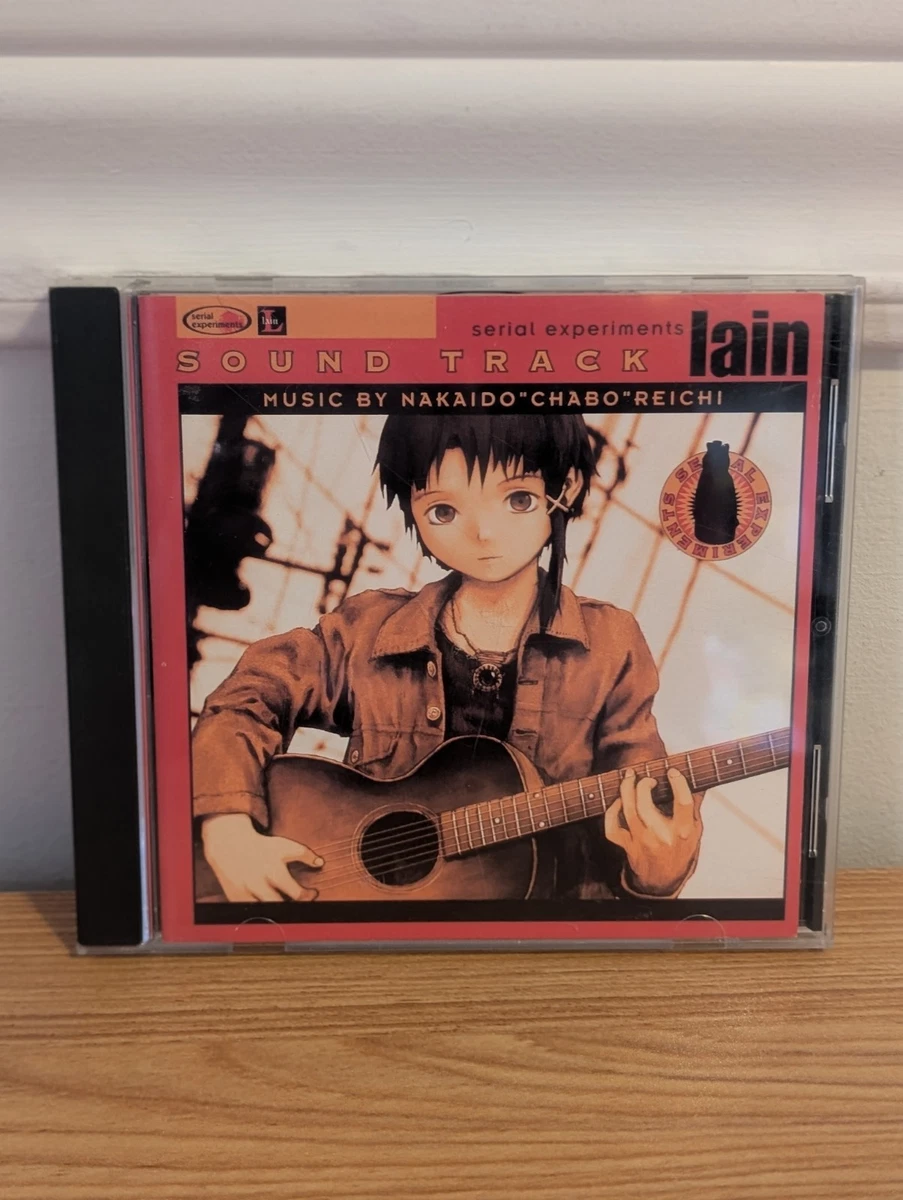 serial
experiments
lain
L
serial experiments
lain
SOUND TRACK
MUSIC BY NAKAIDO"CHABO"REICHI
SERIAL EXPERIMENTS